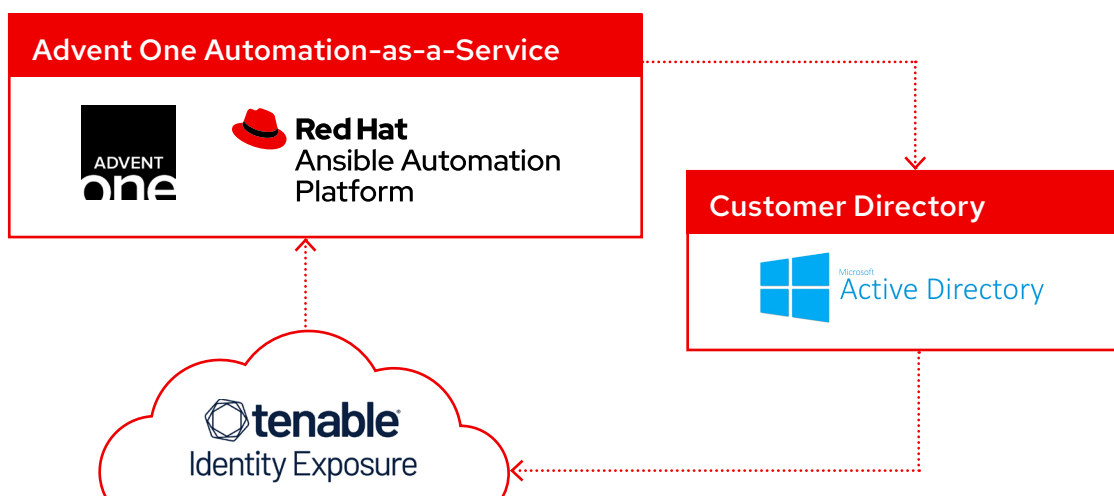 Advent One Automation-as-a-Service
ADVENT
one
Red Hat
Ansible Automation
Platform
Customer Directory
Microsoft
Active Directory
tenable
Identity Exposure